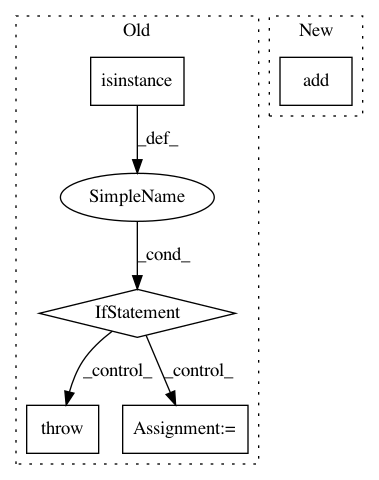 Old
New
isinstance
add
_def_
SimpleName
_cond_
IfStatement
_control_
_control_
throw
Assignment:=